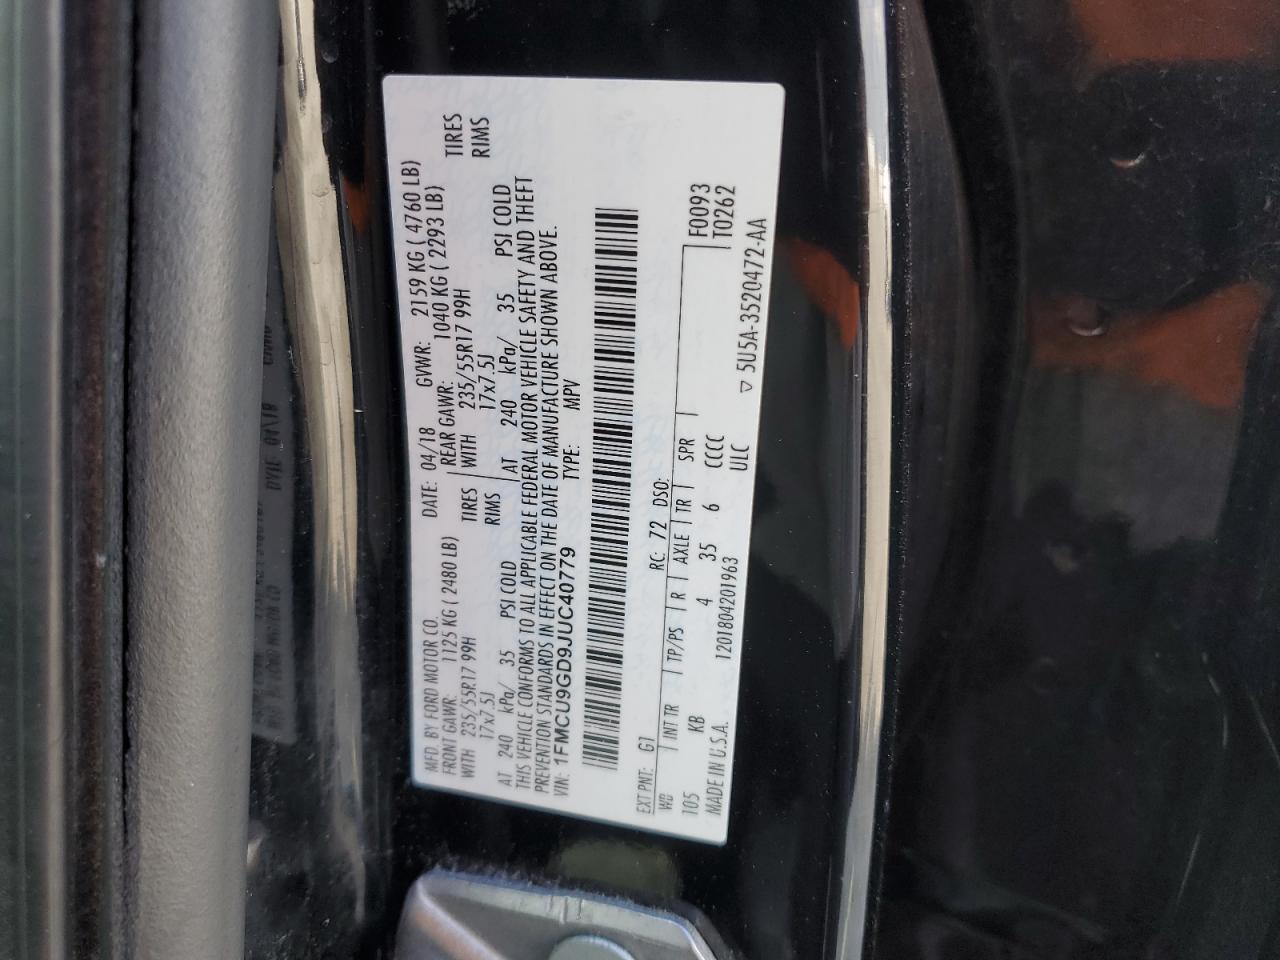 MFD. BY FORD MOTOR CO.
DATE: 04/18 GVWR: 2159 KG ( 4760 LB)
FRONT GAWR: 1125 KG ( 2480 LB) REAR GAWR: 1040 KG ( 2293 LB)
WITH 235/55R17 99H TIRES WITH 235/55R17 99H TIRES
17x7.5J RIMS 17x7.5J RIMS
AT 240 kPa/ 35 PSI COLD AT 240 kPa/ 35 PSI COLD
THIS VEHICLE CONFORMS TO ALL APPLICABLE FEDERAL MOTOR VEHICLE SAFETY AND THEFT
PREVENTION STANDARDS IN EFFECT ON THE DATE OF MANUFACTURE SHOWN ABOVE.
VIN: 1FMCU9GD9JUC40779 TYPE: MPV
EXT PNT: G1 RC: 72 DSO: F0093
WB INT TR TP/PS R AXLE TR SPR T0262
105 KB 4 35 6 CCCC
MADE IN U.S.A. 1201804201963 ULC
▽ 5U5A-3520472-AA